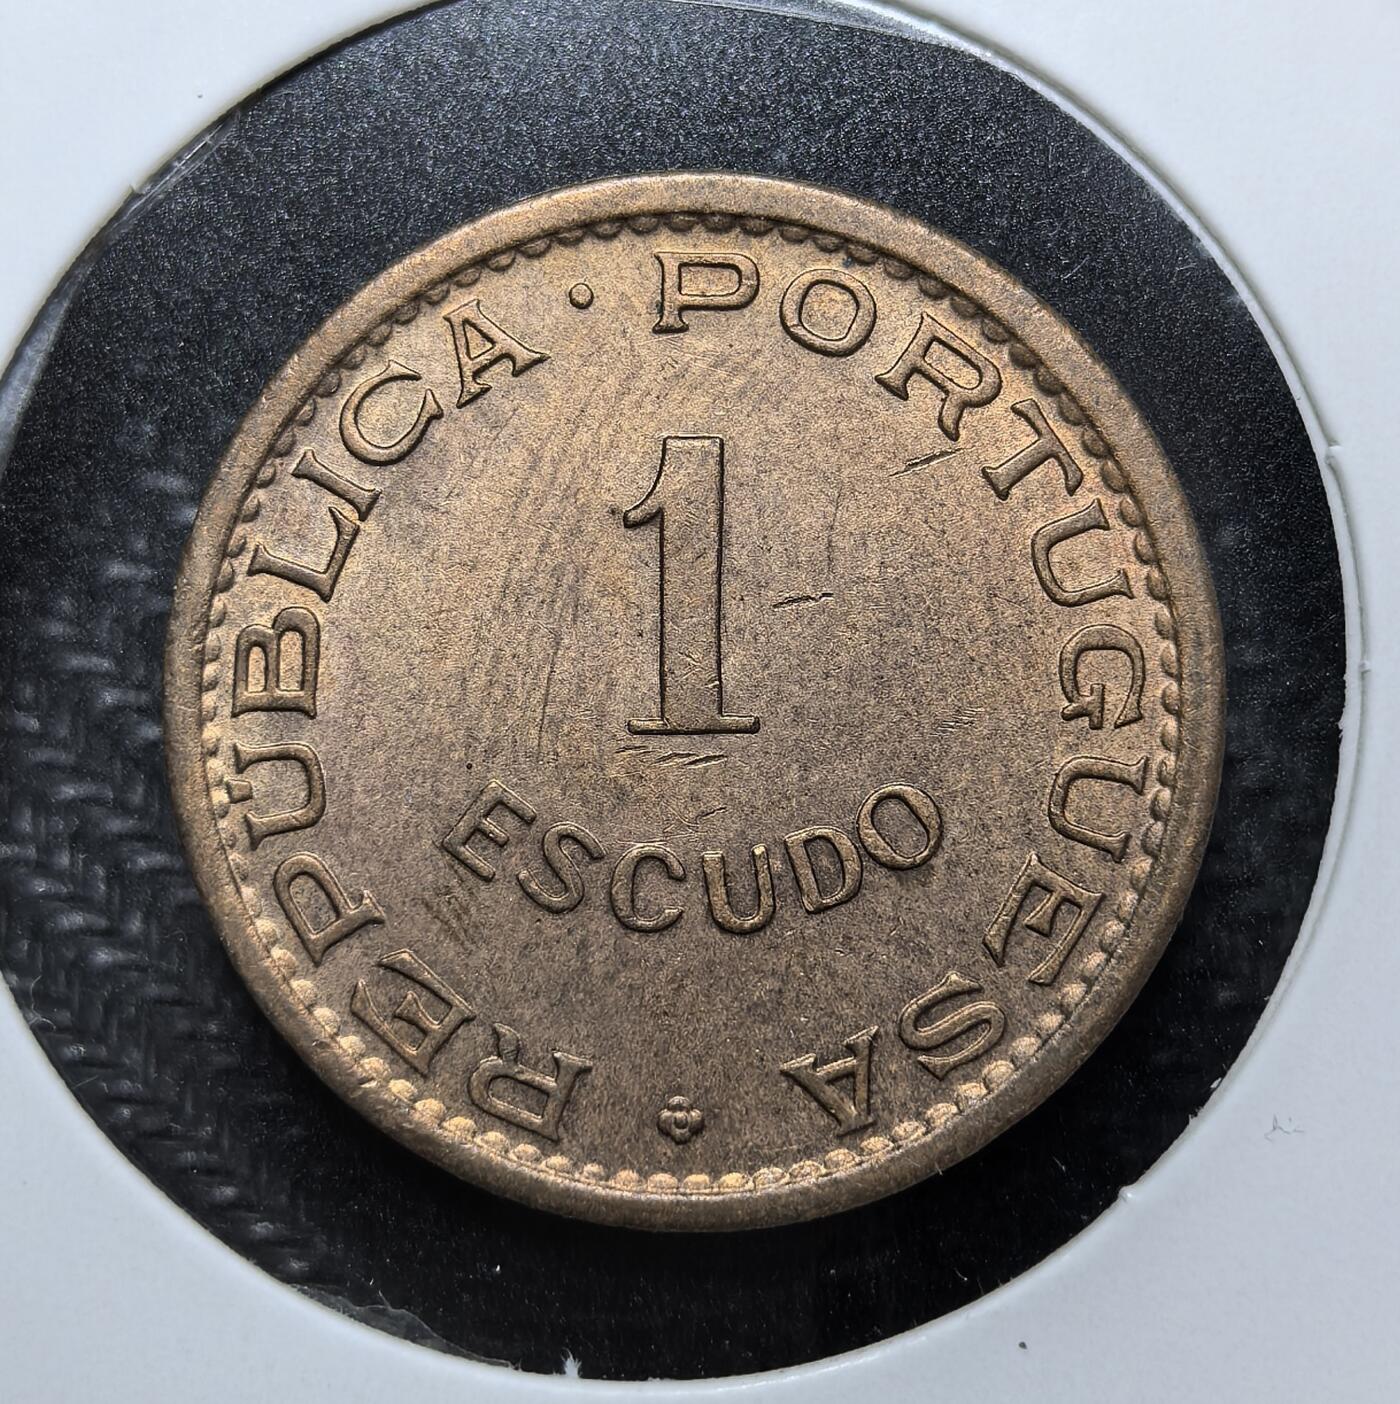 REPÚBLICA · PORTUGUESA
1
ESCUDO